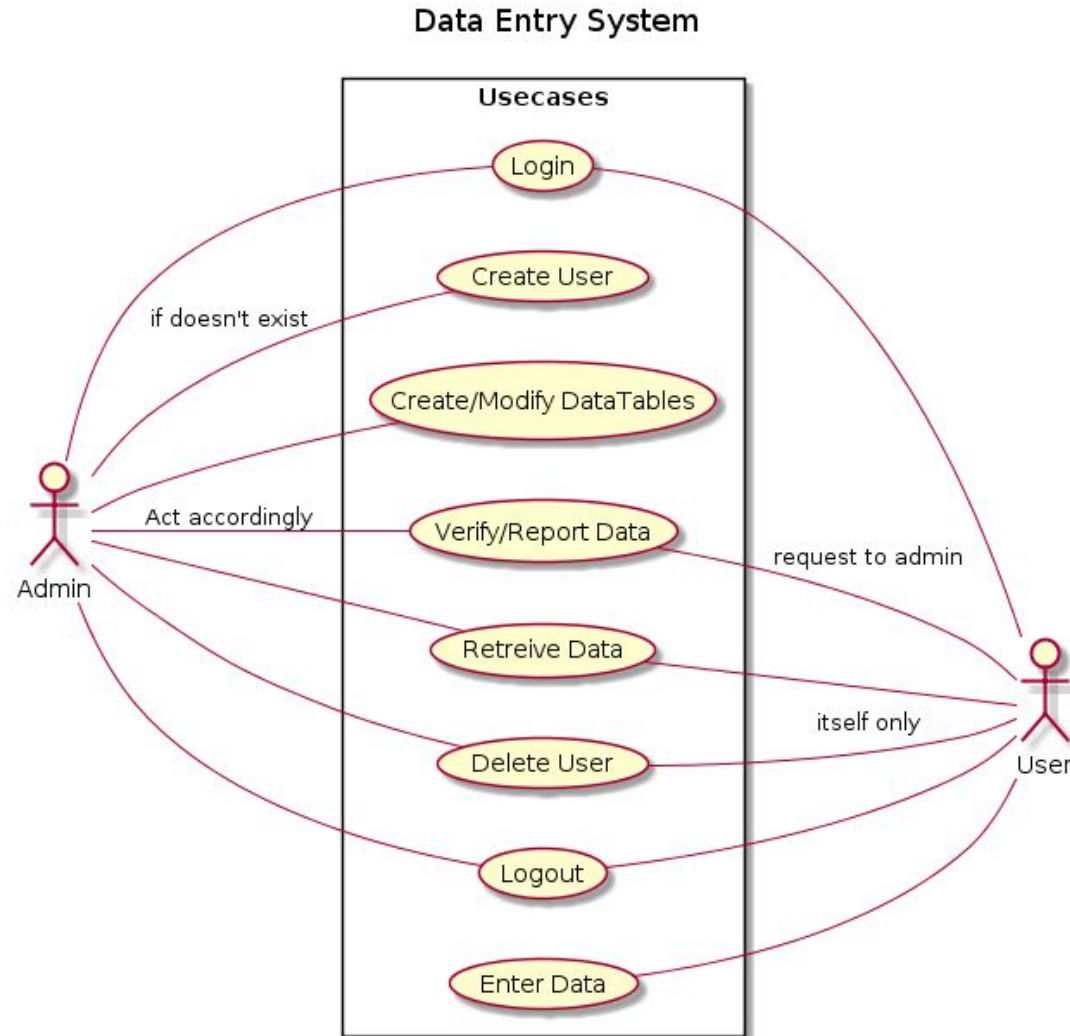 Data Entry System
Usecases
Login
Create User
if doesn't exist
Create/Modify DataTables
Act accordingly
Verify/Report Data
request to admin
Admin
Retreive Data
itself only
Delete User
User
Logout
Enter Data